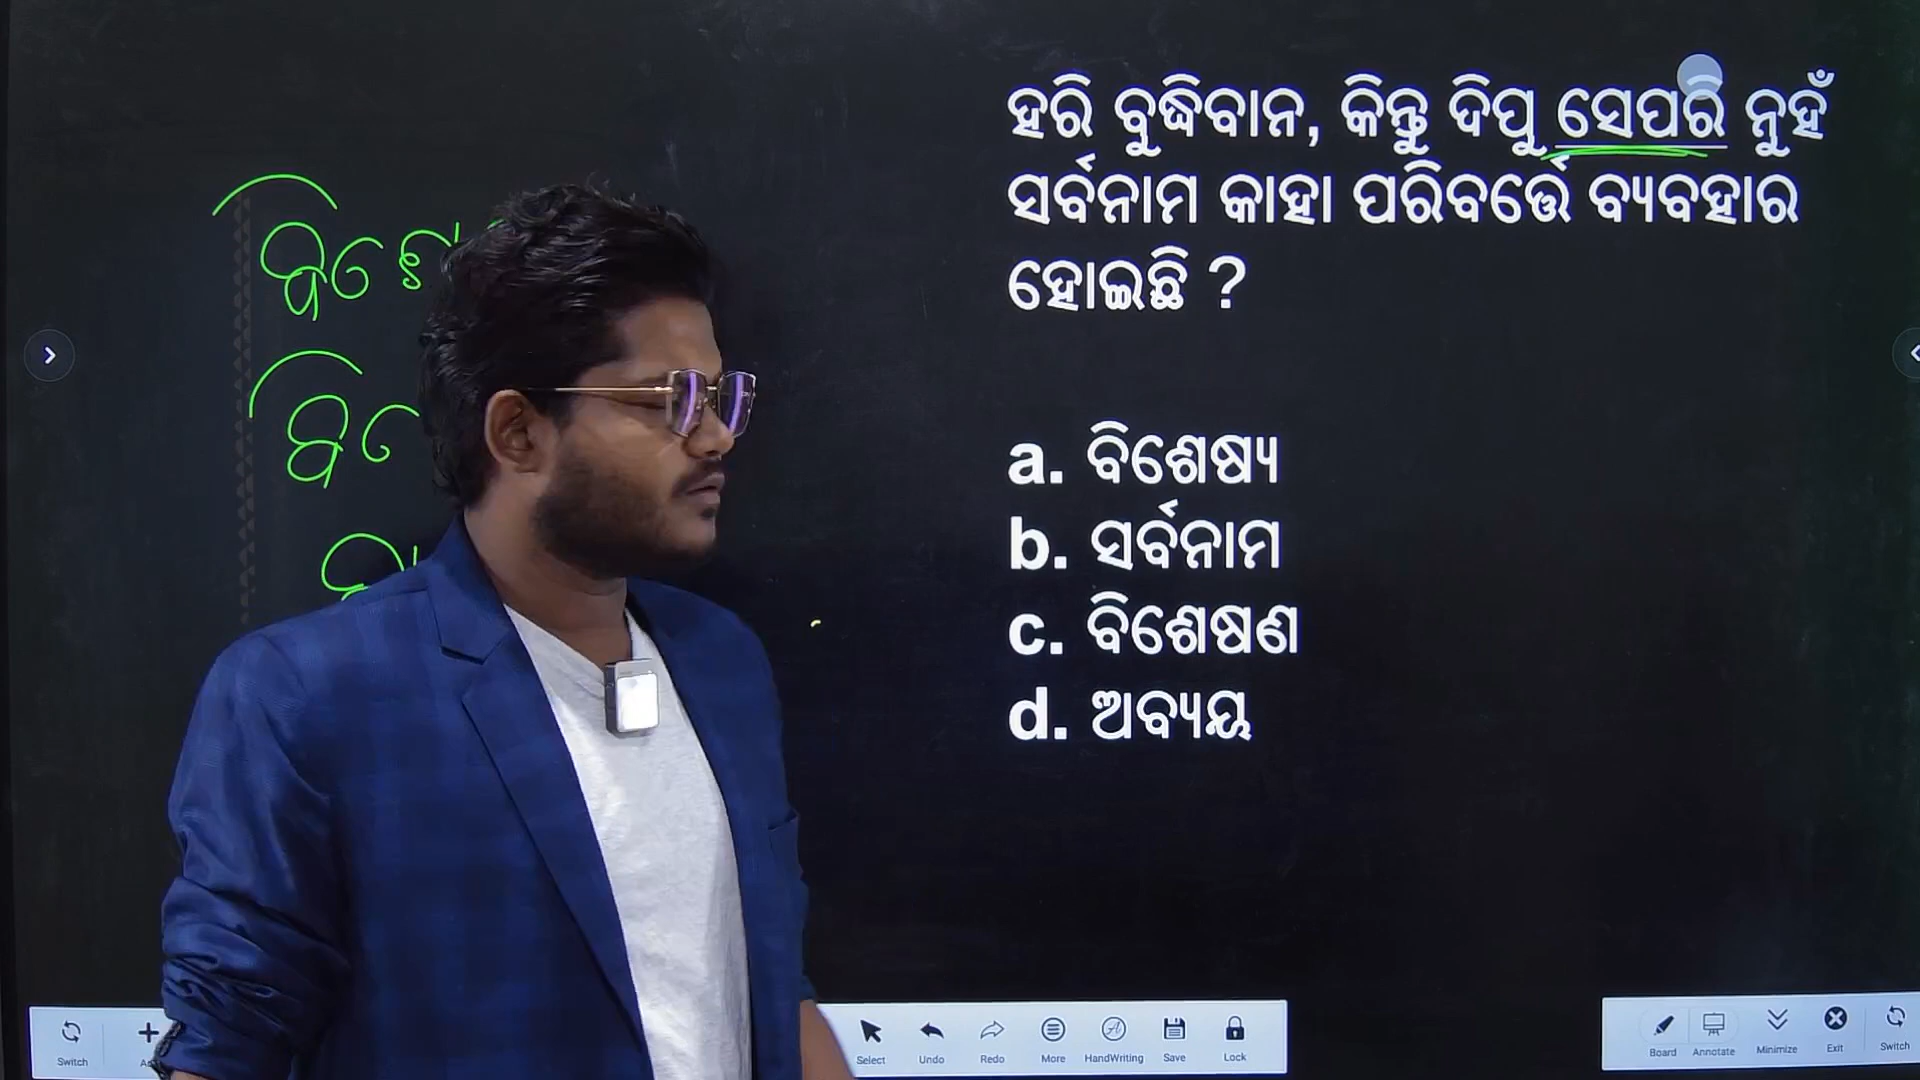 ହରି ବୁଦ୍ଧିବାନ, କିନ୍ତୁ ଦିପୁ ସେପରି ନୁହଁ
ସର୍ବନାମ କାହା ପରିବର୍ତ୍ତେ ବ୍ୟବହାର
ହୋଇଛି ?
a. ବିଶେଷ୍ୟ
b. ସର୍ବନାମ
c. ବିଶେଷଣ
d. ଅବ୍ୟୟ
Switch
Select Undo Redo More HandWriting Save Lock
Board Annotate Minimize Exit Switch